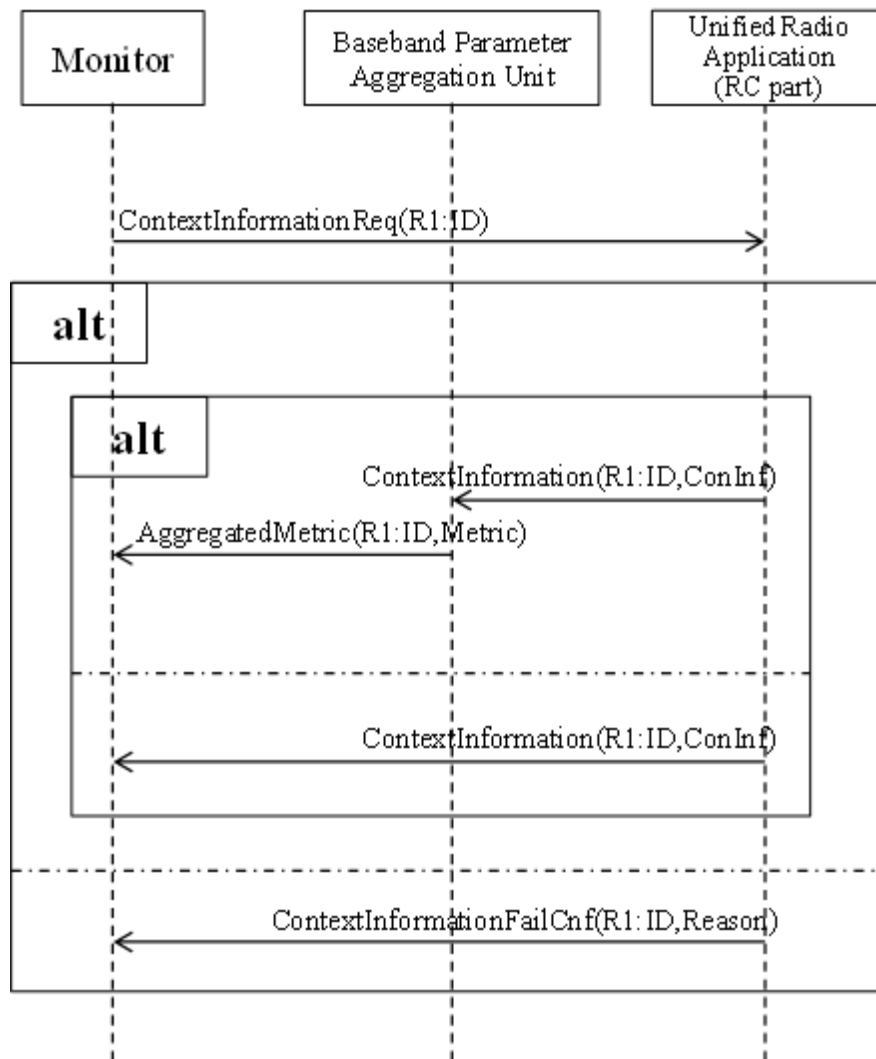 Monitor
Baseband Parameter
Aggregation Unit
Unified Radio
Application
(RC part)
ContextInformationReq(R1:ID)
alt
alt
ContextInformation(R1:ID,ConInf)
AggregatedMetric(R1:ID,Metric)
ContextInformation(R1:ID,ConInf)
ContextInformationFailCnf(R1:ID,Reason)